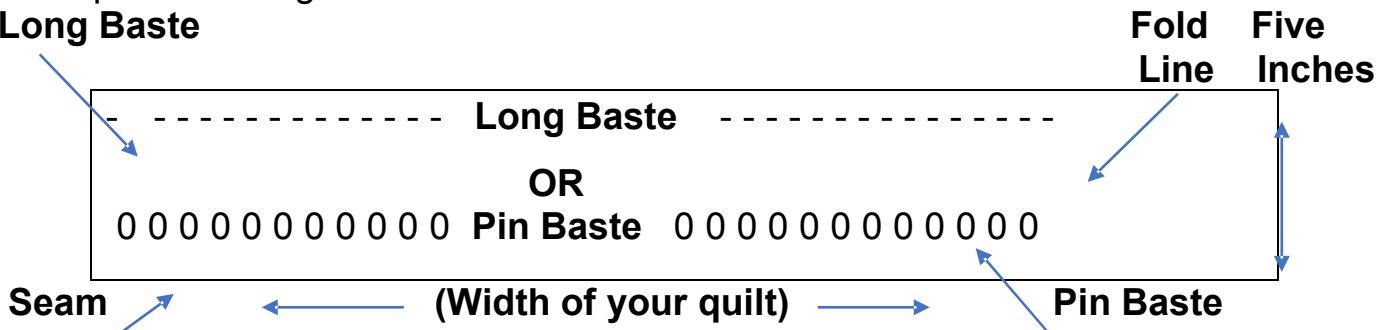 Long Baste Fold Five
Line Inches
- - - - - - - - - - - - - - Long Baste - - - - - - - - - - - - - - -
OR
0 0 0 0 0 0 0 0 0 0 0 Pin Baste 0 0 0 0 0 0 0 0 0 0 0 0
Seam (Width of your quilt) Pin Baste